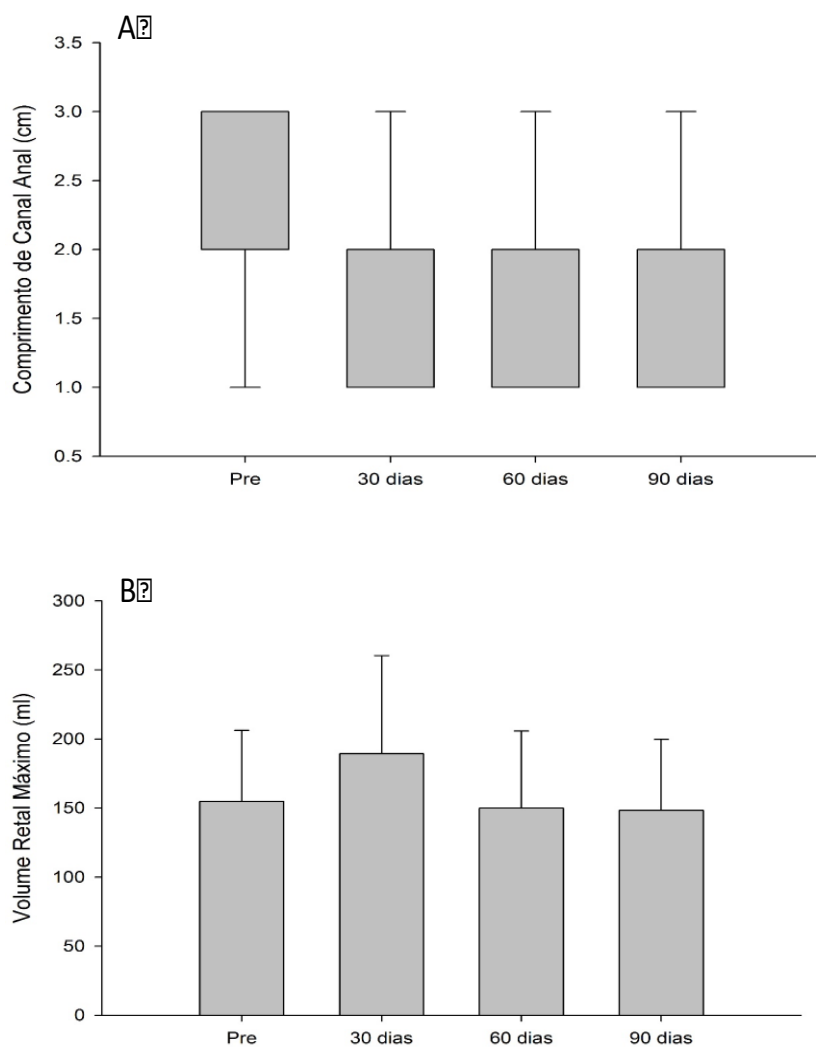 A⍰
3.5
3.0
2.5
2.0
1.5
1.0
0.5
Comprimento de Canal Anal (cm)
Pre 30 dias 60 dias 90 dias
B⍰
300
250
200
150
100
50
0
Volume Retal Máximo (ml)
Pre 30 dias 60 dias 90 dias